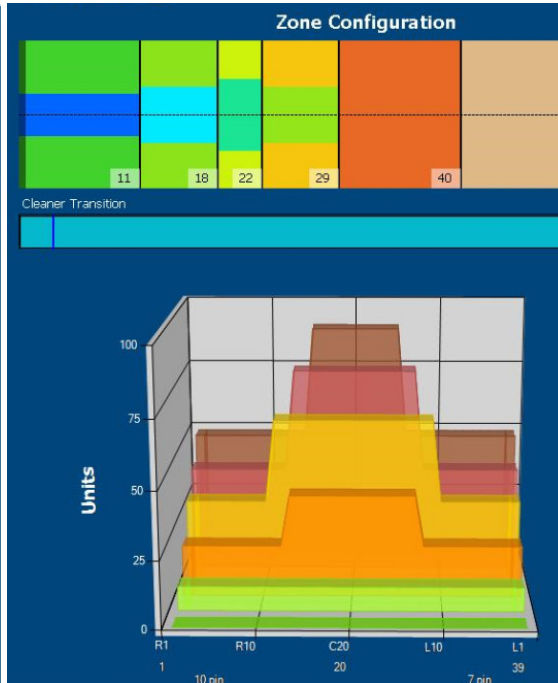 Zone Configuration
11 18 22 29 40
Cleaner Transition
100
75
50
25
0
Units
R1 R10 C20 L10 L1
1 20 39
10 pin 7 pin